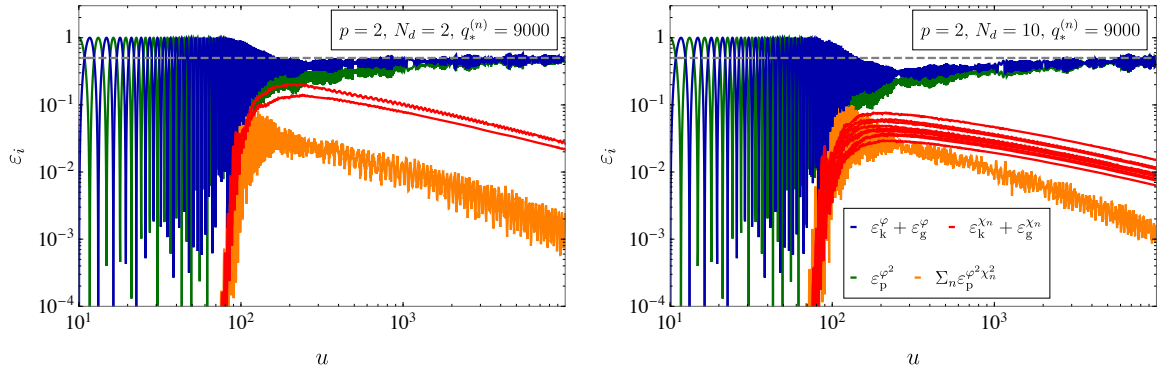 p = 2, N_d = 2, q_*^{(n)} = 9000
1
10^{-1}
10^{-2}
10^{-3}
10^{-4}
ε_i
10^1
10^2
10^3
u
p = 2, N_d = 10, q_*^{(n)} = 9000
1
10^{-1}
10^{-2}
10^{-3}
10^{-4}
ε_i
ε_k^φ + ε_g^φ
ε_k^{χ_n} + ε_g^{χ_n}
ε_p^{φ^2}
Σ_n ε_p^{φ^2 χ_n^2}
10^1
10^2
10^3
u